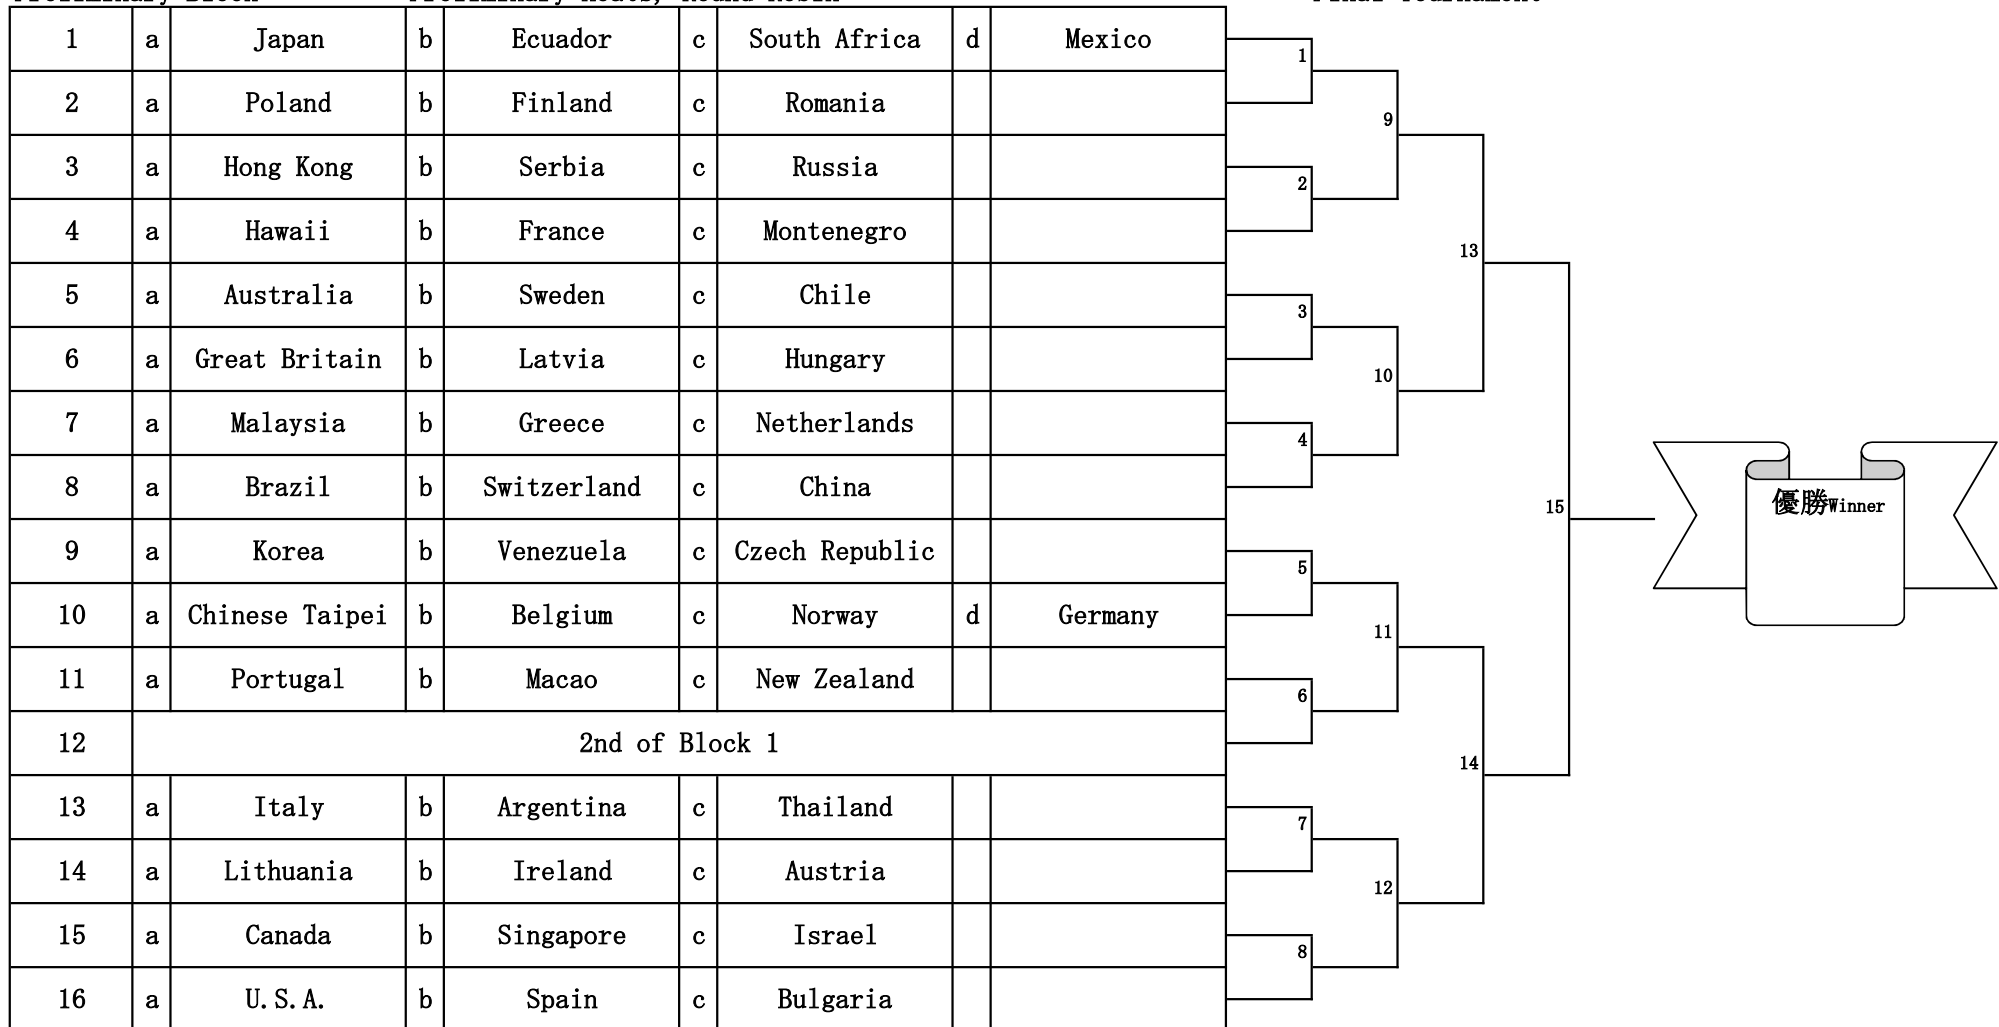 1 a Japan b Ecuador c South Africa d Mexico
1
2 a Poland b Finland c Romania
9
3 a Hong Kong b Serbia c Russia
2
4 a Hawaii b France c Montenegro
13
5 a Australia b Sweden c Chile
3
6 a Great Britain b Latvia c Hungary
10
7 a Malaysia b Greece c Netherlands
4
8 a Brazil b Switzerland c China
15
優勝Winner
9 a Korea b Venezuela c Czech Republic
5
10 a Chinese Taipei b Belgium c Norway d Germany
11
11 a Portugal b Macao c New Zealand
6
12 2nd of Block 1
14
13 a Italy b Argentina c Thailand
7
14 a Lithuania b Ireland c Austria
12
15 a Canada b Singapore c Israel
8
16 a U.S.A. b Spain c Bulgaria